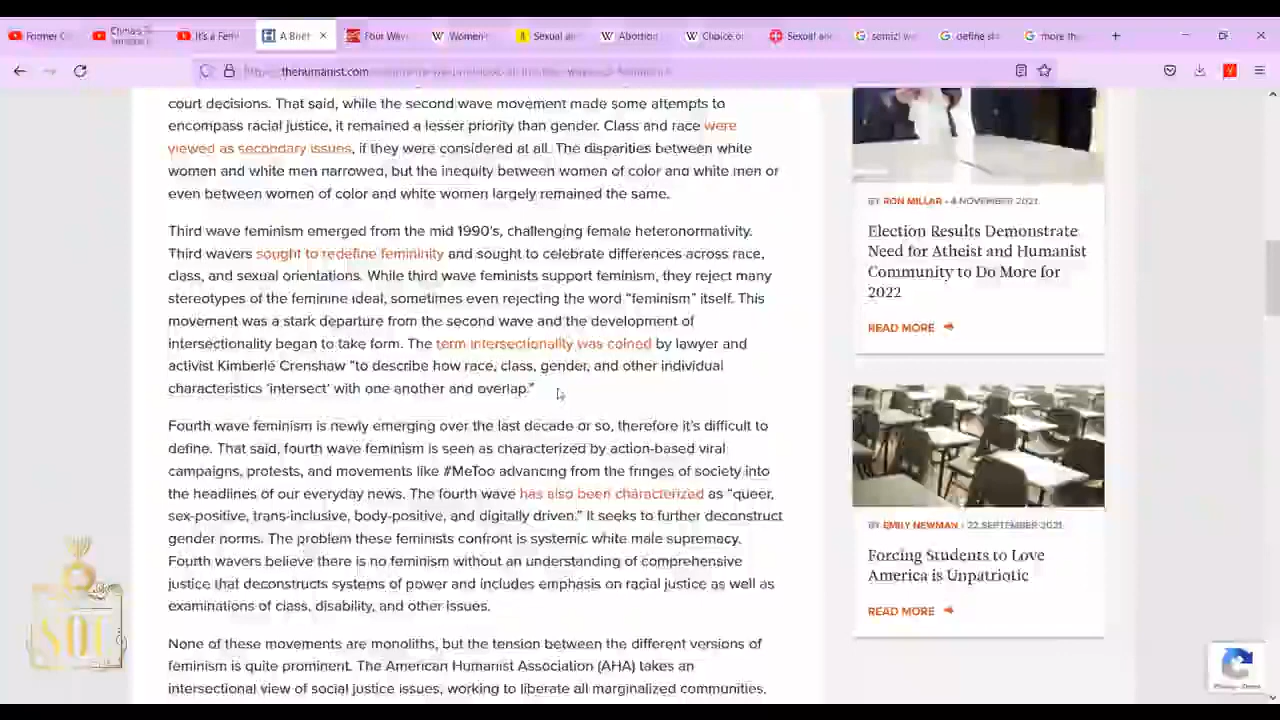 Former C
China's
It's a Fem
A Brief
Four Wav
Women'
Sexual an
Abortion
Choice or
Sexual an
define st
more th
thehumanist.com
court decisions. That said, while the second wave movement made some attempts to
encompass racial justice, it remained a lesser priority than gender. Class and race were
viewed as secondary issues, if they were considered at all. The disparities between white
women and white men narrowed, but the inequity between women of color and white men or
even between women of color and white women largely remained the same.
Third wave feminism emerged from the mid 1990's, challenging female heteronormativity.
Third wavers sought to redefine femininity and sought to celebrate differences across race,
class, and sexual orientations. While third wave feminists support feminism, they reject many
stereotypes of the feminine ideal, sometimes even rejecting the word “feminism” itself. This
movement was a stark departure from the second wave and the development of
intersectionality began to take form. The term intersectionality was coined by lawyer and
activist Kimberlé Crenshaw “to describe how race, class, gender, and other individual
characteristics ‘intersect’ with one another and overlap.”
Fourth wave feminism is newly emerging over the last decade or so, therefore it's difficult to
define. That said, fourth wave feminism is seen as characterized by action-based viral
campaigns, protests, and movements like #MeToo advancing from the fringes of society into
the headlines of our everyday news. The fourth wave has also been characterized as “queer,
sex-positive, trans-inclusive, body-positive, and digitally driven.” It seeks to further deconstruct
gender norms. The problem these feminists confront is systemic white male supremacy.
Fourth wavers believe there is no feminism without an understanding of comprehensive
justice that deconstructs systems of power and includes emphasis on racial justice as well as
examinations of class, disability, and other issues.
None of these movements are monoliths, but the tension between the different versions of
feminism is quite prominent. The American Humanist Association (AHA) takes an
intersectional view of social justice issues, working to liberate all marginalized communities.
BY RON MILLAR • 4 NOVEMBER 2021
Election Results Demonstrate
Need for Atheist and Humanist
Community to Do More for
2022
READ MORE
BY EMILY NEWMAN • 22 SEPTEMBER 2021
Forcing Students to Love
America is Unpatriotic
READ MORE
SOC
Privacy - Terms